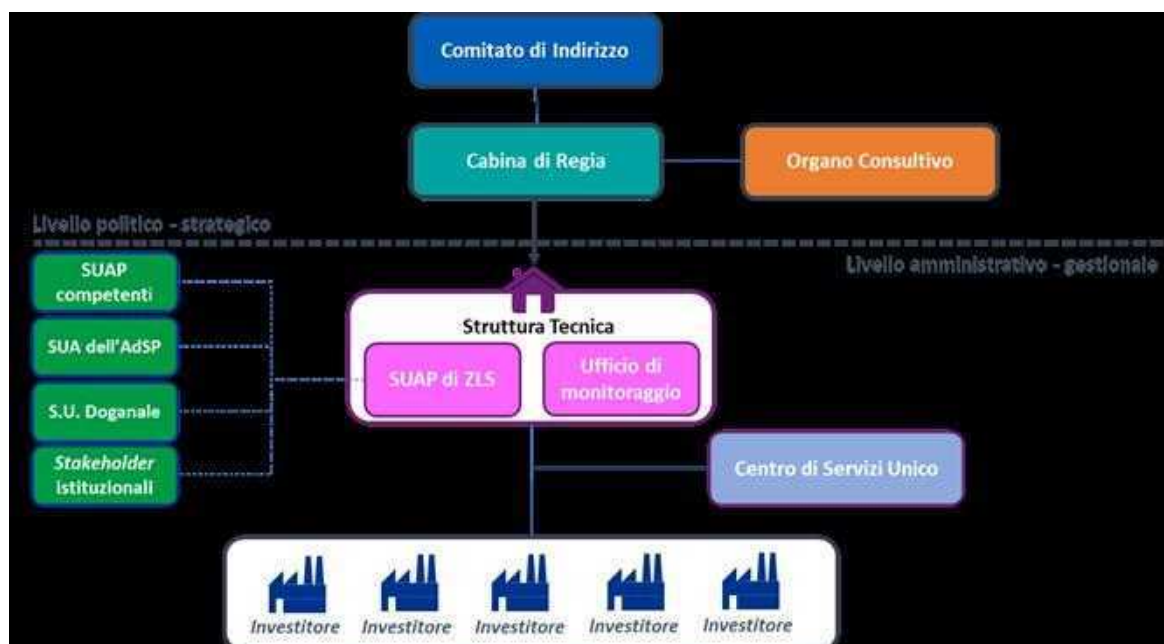 Comitato di Indirizzo
Cabina di Regia
Organo Consultivo
Livello politico - strategico
Livello amministrativo - gestionale
SUAP
competenti
SUA dell'AdSP
S.U. Doganale
Stakeholder
istituzionali
Struttura Tecnica
SUAP di ZLS
Ufficio di
monitoraggio
Centro di Servizi Unico
Investitore
Investitore
Investitore
Investitore
Investitore